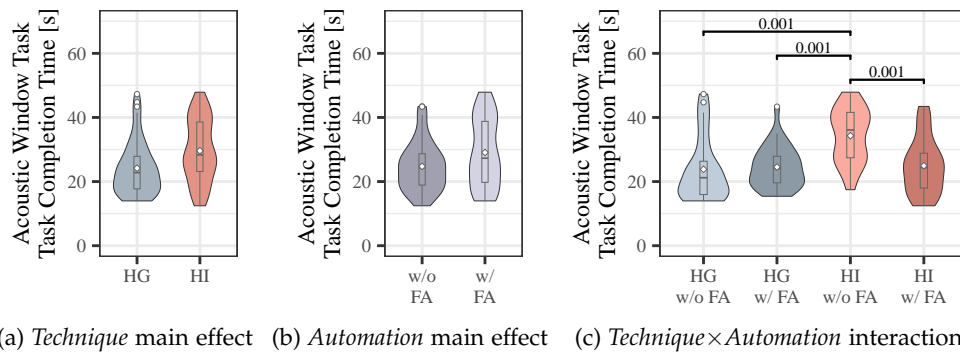 Acoustic Window Task
Task Completion Time [s]
60
40
20
0
HG
HI
(a) Technique main effect
Acoustic Window Task
Task Completion Time [s]
60
40
20
0
w/o
FA
w/
FA
(b) Automation main effect
Acoustic Window Task
Task Completion Time [s]
60
40
20
0
0.001
0.001
0.001
HG
w/o FA
HG
w/ FA
HI
w/o FA
HI
w/ FA
(c) Technique×Automation interaction